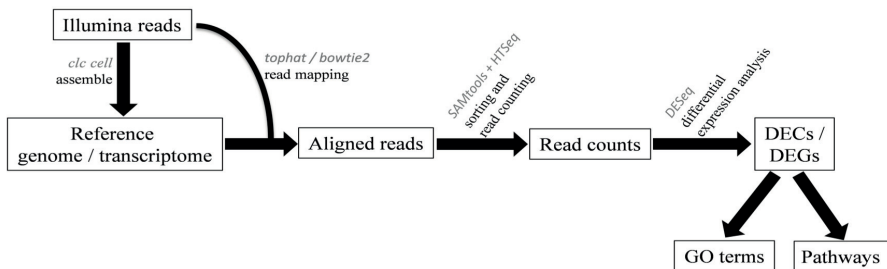 Illumina reads
clc cell
assemble
tophat / bowtie2
read mapping
SAMtools + HTSeq
sorting and
read counting
DESeq
differential
expression analysis
Reference
genome / transcriptome
Aligned reads
Read counts
DECs /
DEGs
GO terms
Pathways